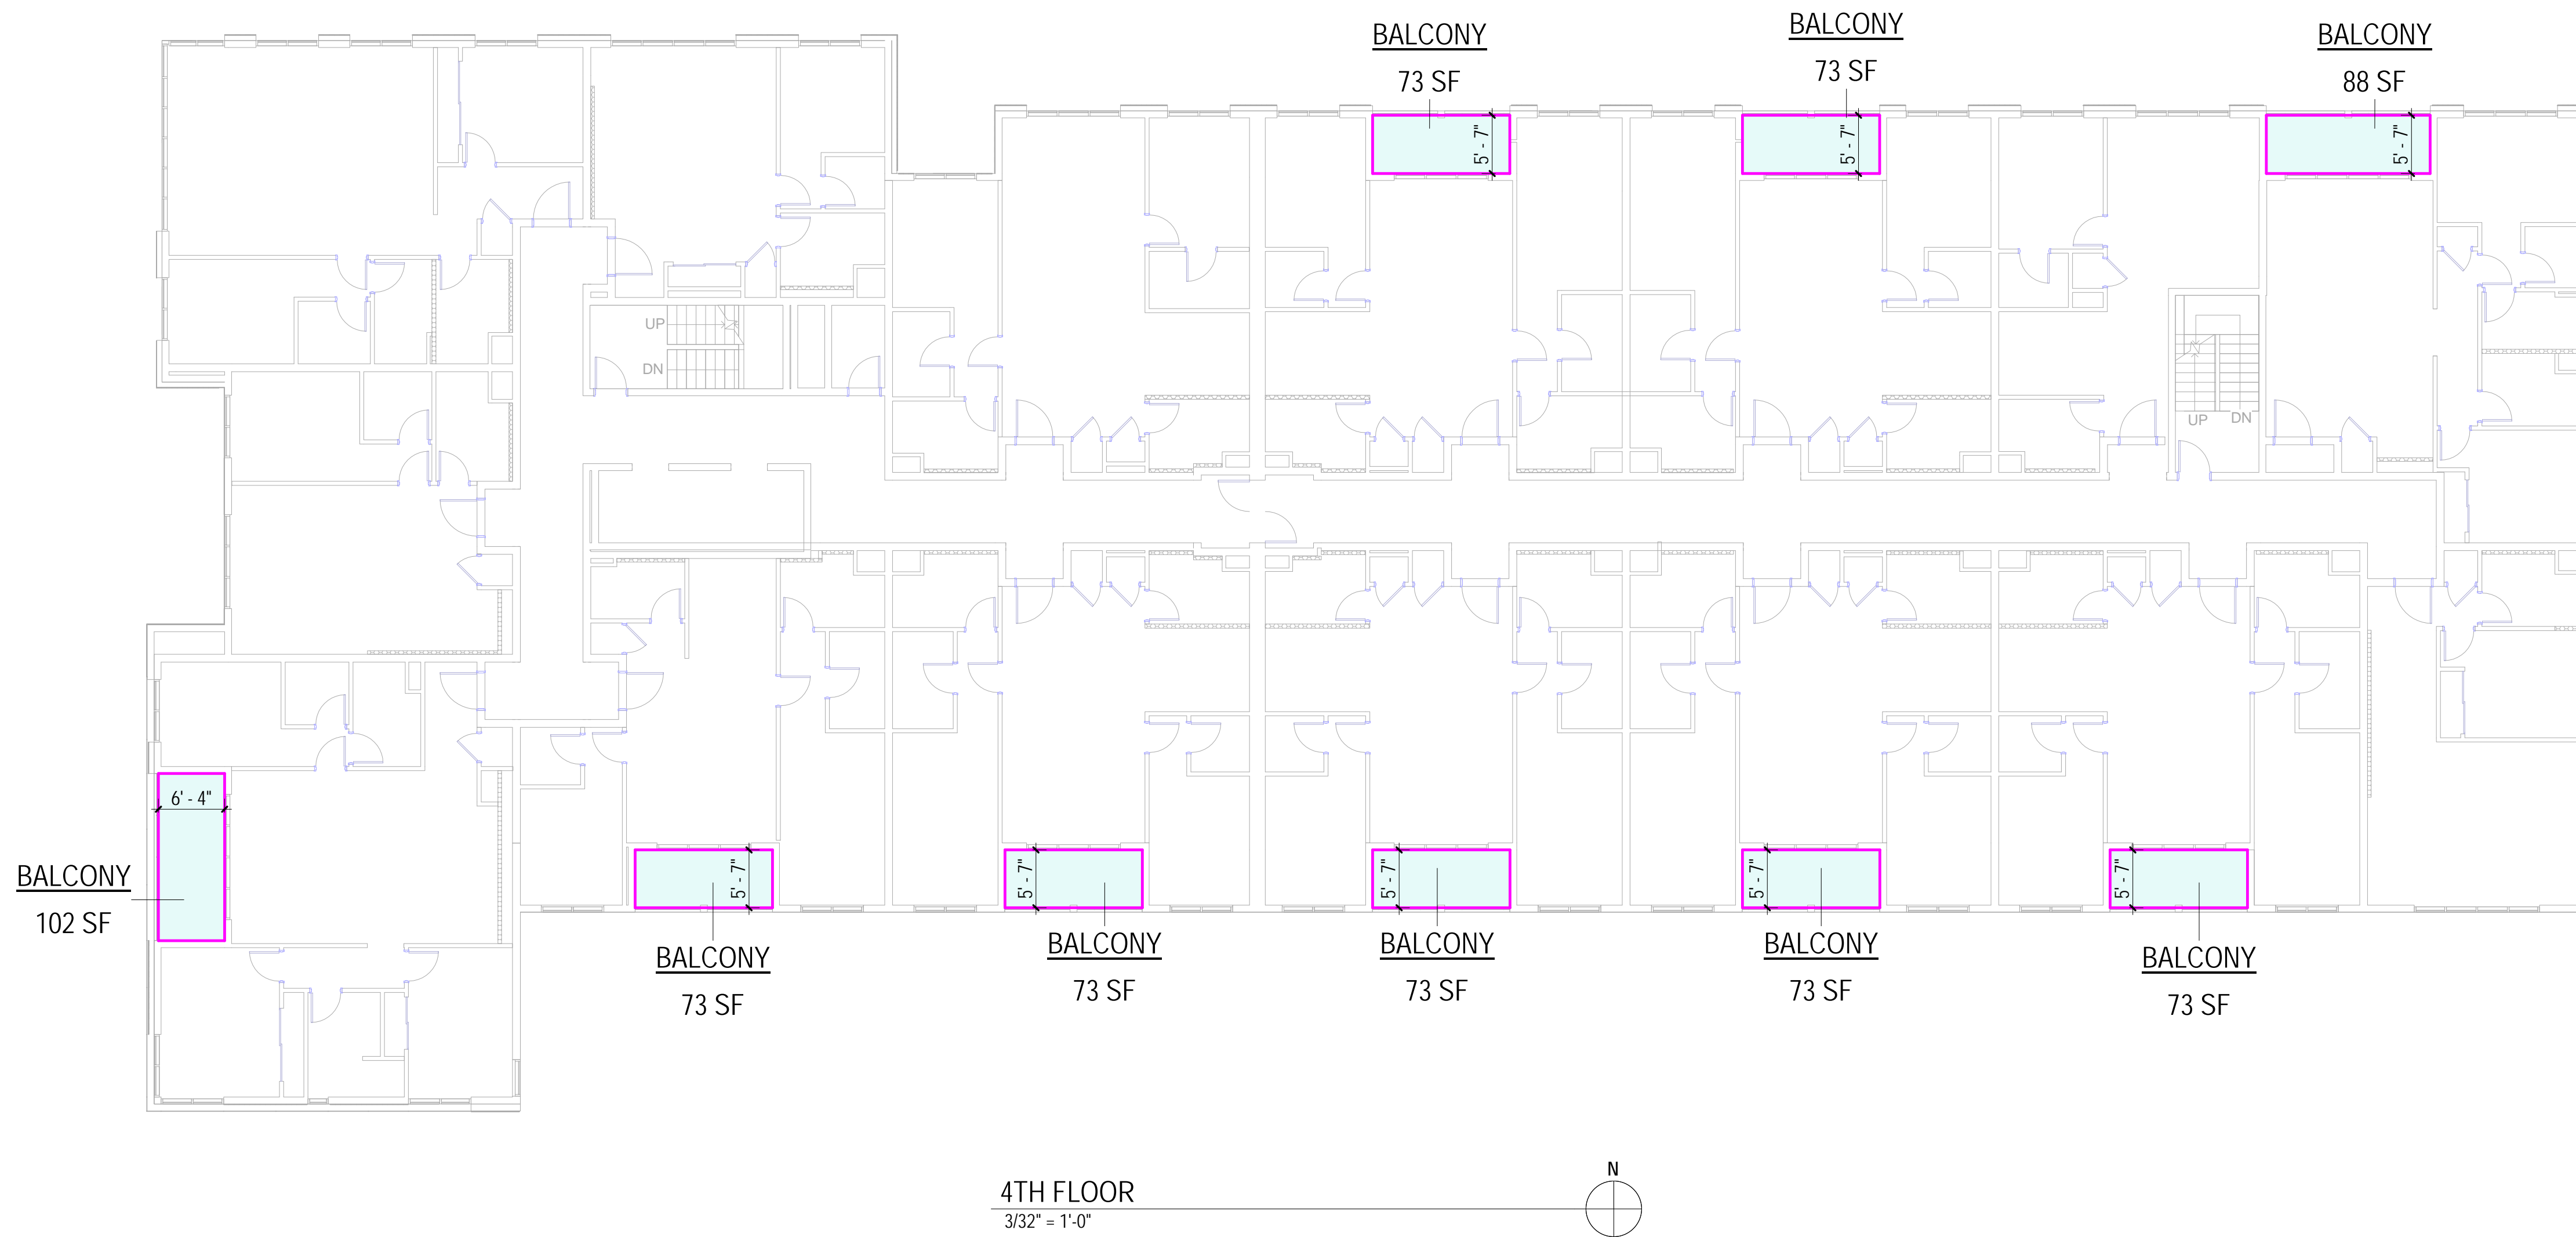 BALCONY
73 SF
BALCONY
73 SF
BALCONY
88 SF
5' - 7"
5' - 7"
5' - 7"
UP
DN
UP
DN
6' - 4"
BALCONY
102 SF
5' - 7"
5' - 7"
5' - 7"
5' - 7"
5' - 7"
BALCONY
73 SF
BALCONY
73 SF
BALCONY
73 SF
BALCONY
73 SF
BALCONY
73 SF
N
4TH FLOOR
3/32" = 1'-0"